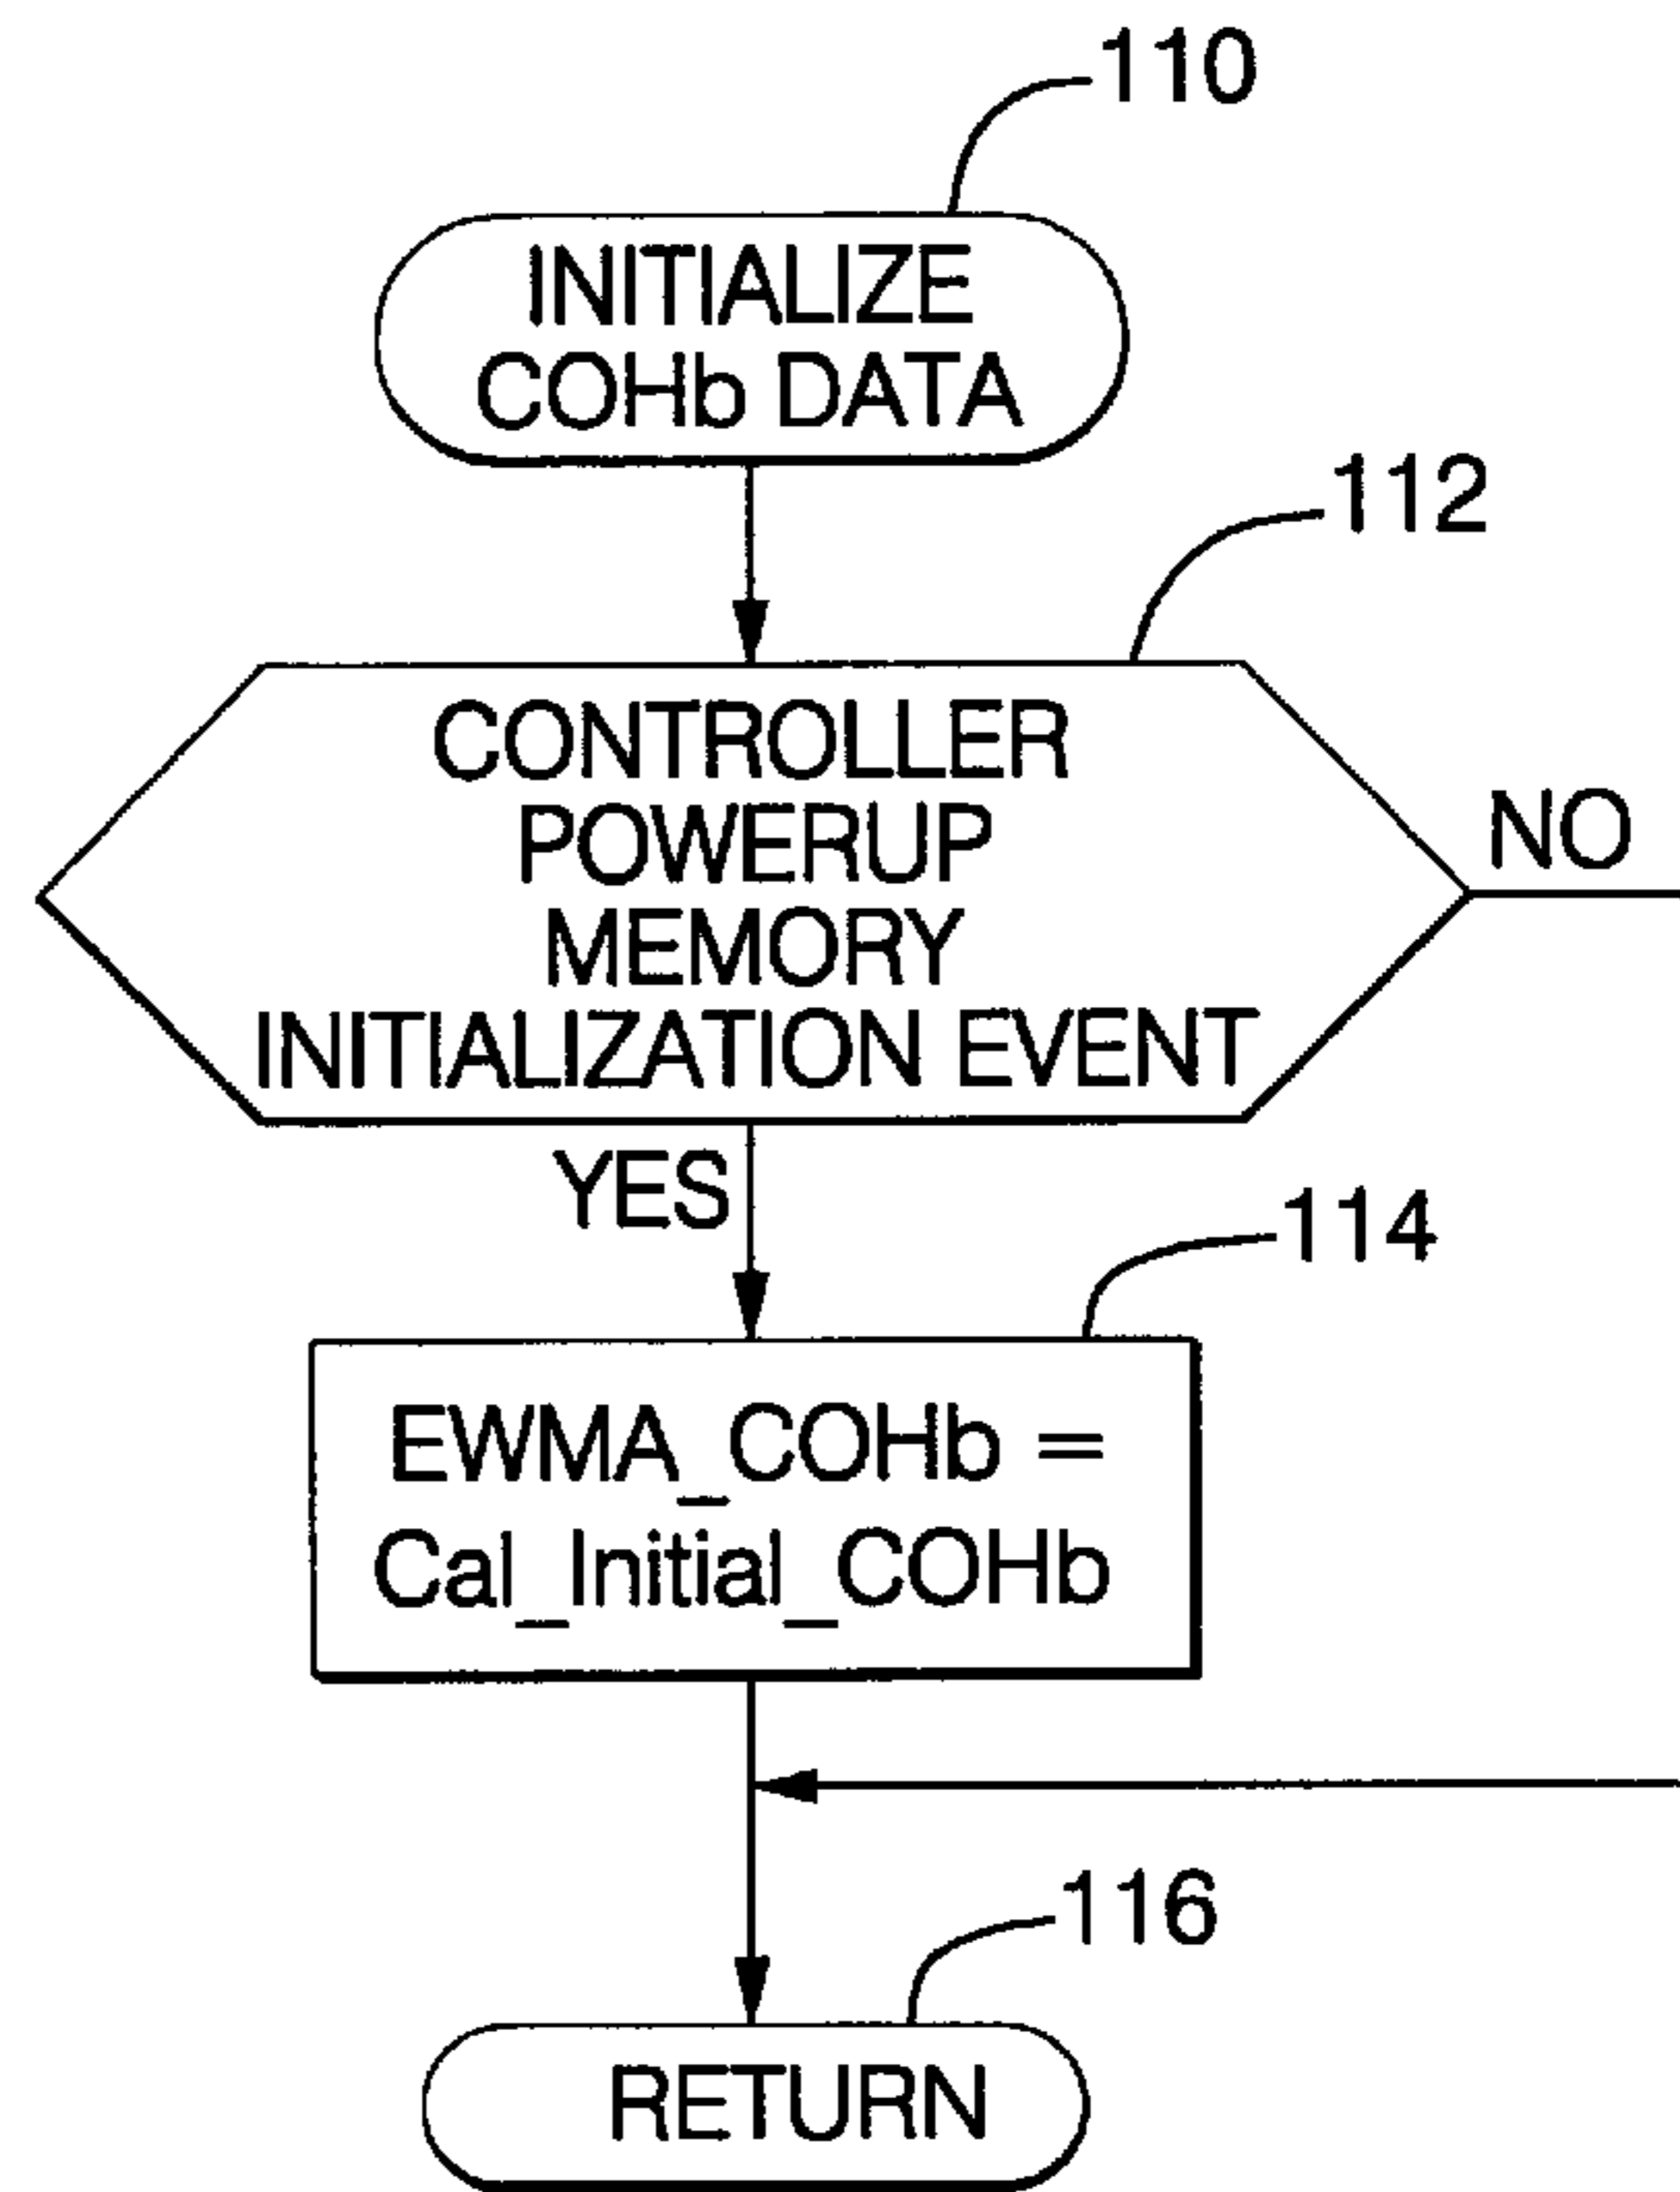 110
INITIALIZE
COHb DATA
112
CONTROLLER
POWERUP
MEMORY
INITIALIZATION EVENT
NO
YES
114
EWMA_COHb =
Cal_Initial_COHb
116
RETURN